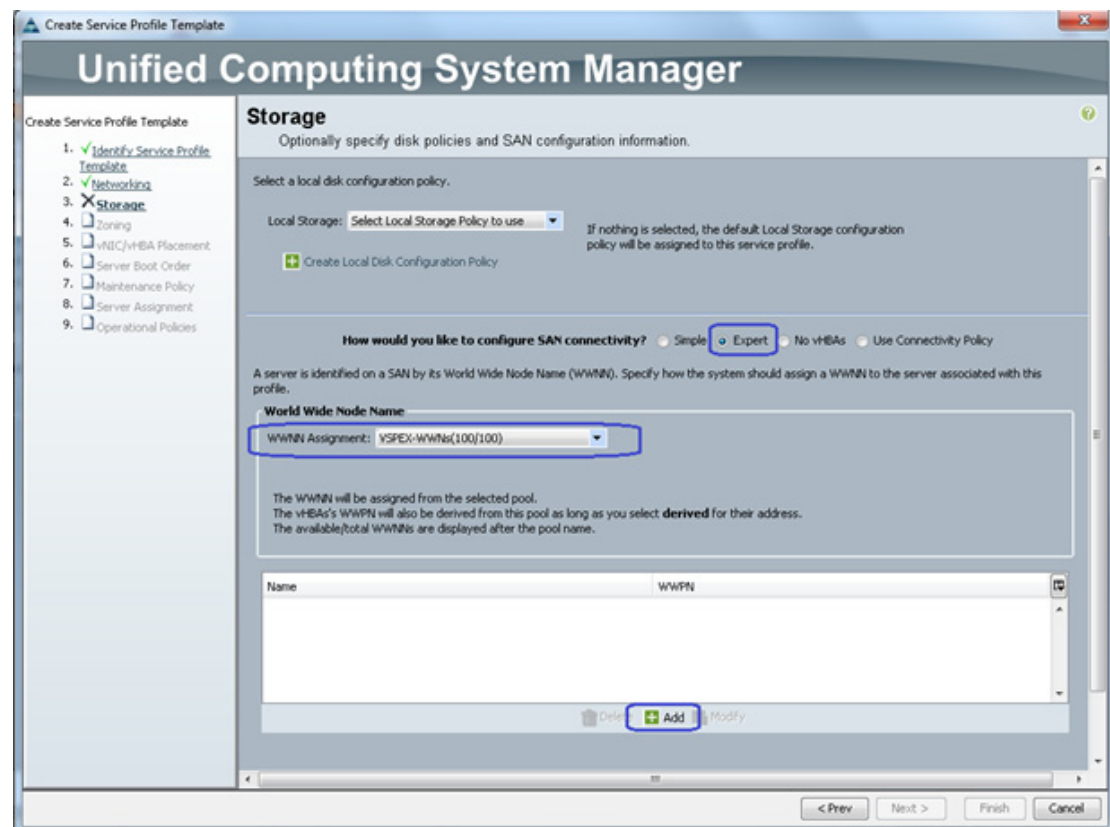 Create Service Profile Template
Unified Computing System Manager
Create Service Profile Template
1. Identify Service Profile
Template
2. Networking
3. Storage
4. Zoning
5. vNIC/vHBA Placement
6. Server Boot Order
7. Maintenance Policy
8. Server Assignment
9. Operational Policies
Storage
Optionally specify disk policies and SAN configuration information.
Select a local disk configuration policy.
Local Storage: Select Local Storage Policy to use
If nothing is selected, the default Local Storage configuration
policy will be assigned to this service profile.
Create Local Disk Configuration Policy
How would you like to configure SAN connectivity? Simple Expert No vHBAs Use Connectivity Policy
A server is identified on a SAN by its World Wide Node Name (WWNN). Specify how the system should assign a WWNN to the server associated with this
profile.
World Wide Node Name
WWNN Assignment: VSPEX-WWNs(100/100)
The WWNN will be assigned from the selected pool.
The vHBAs's WWPN will also be derived from this pool as long as you select derived for their address.
The available/total WWNNs are displayed after the pool name.
Name WWPN
Delete Add Modify
< Prev Next > Finish Cancel